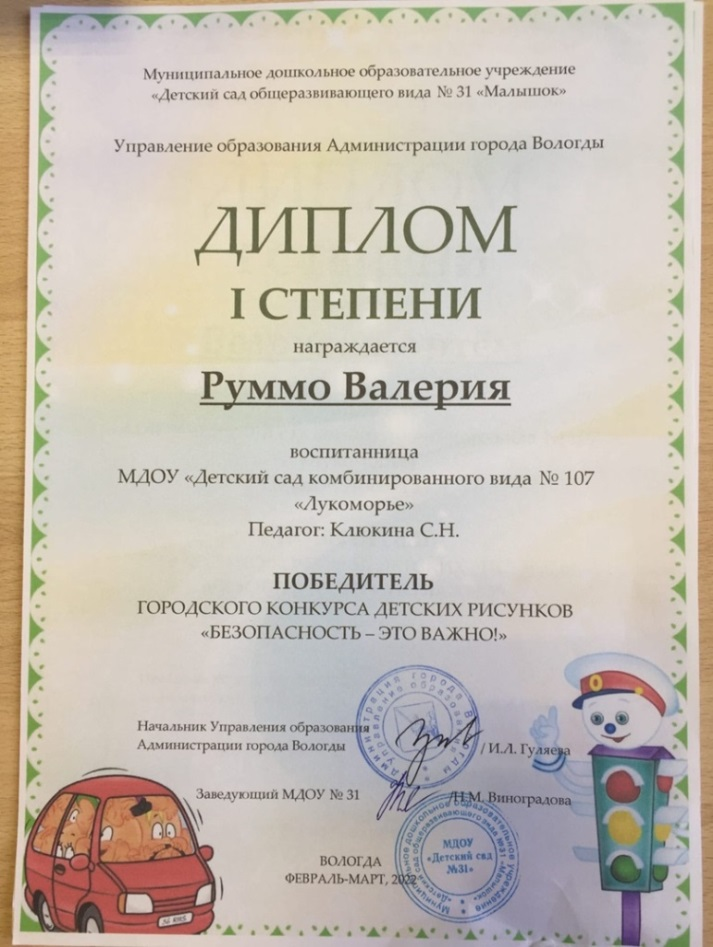 Муниципальное дошкольное образовательное учреждение
«Детский сад общеразвивающего вида № 31 «Малышок»
Управление образования Администрации города Вологды
ДИПЛОМ
I СТЕПЕНИ
награждается
Руммо Валерия
воспитанница
МДОУ «Детский сад комбинированного вида № 107
«Лукоморье»
Педагог: Клюкина С.Н.
ПОБЕДИТЕЛЬ
ГОРОДСКОГО КОНКУРСА ДЕТСКИХ РИСУНКОВ
«БЕЗОПАСНОСТЬ – ЭТО ВАЖНО!»
Начальник Управления образования
Администрации города Вологды / И.Л. Гуляева
Заведующий МДОУ № 31 /Н.М. Виноградова
МДОУ
«Детский сад
№31»
ВОЛОГДА
ФЕВРАЛЬ-МАРТ, 2022